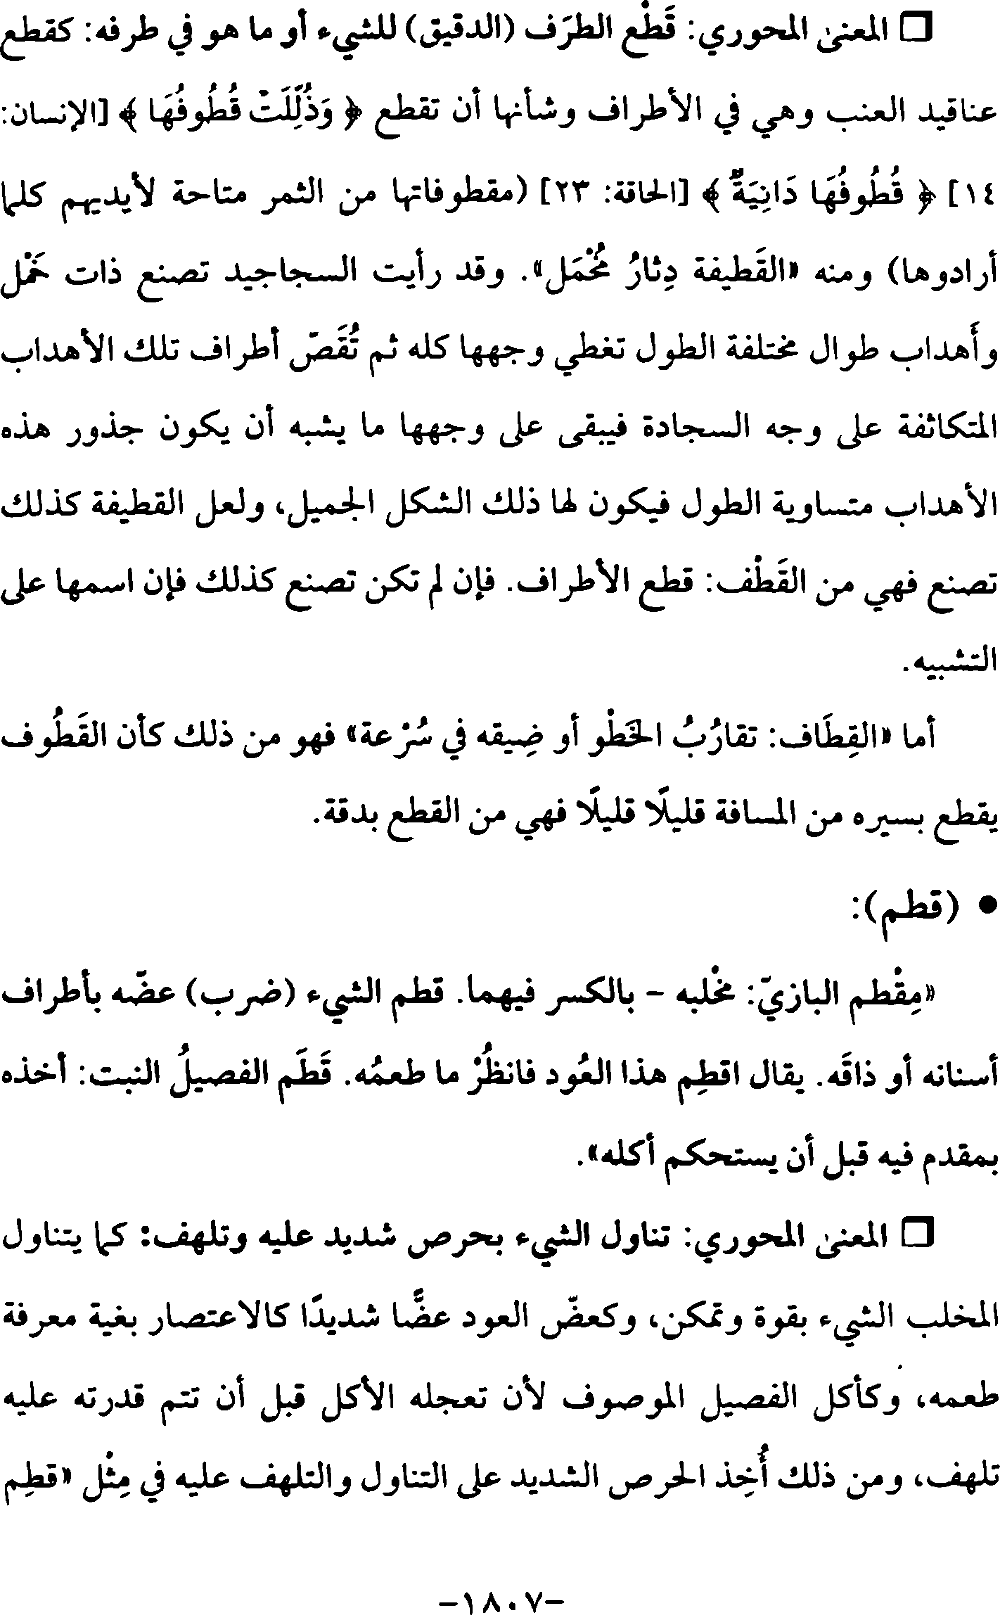 ❒ المعنىٰ المحوري: قَطْع الطرَف (الدقيق) للشيء أو ما هو في طرفه: كقطع
عناقيد العنب وهي في الأطراف وشأنها أن تقطع ﴿ وَذُلِّلَتْ قُطُوفُهَا ﴾ [الإنسان:
١٤] ﴿ قُطُوفُهَا دَانِيَةٌ ﴾ [الحاقة: ٢٣] (مقطوفاتها من الثمر متاحة لأيديهم كلما
أرادوها) ومنه «القَطيفة دِثارُ مُخْمَل». وقد رأيت السجاجيد تصنع ذات خَمْل
وأَهداب طوال مختلفة الطول تغطي وجهها كله ثم تُقَصّ أطراف تلك الأهداب
المتكاثفة على وجه السجادة فيبقى على وجهها ما يشبه أن يكون جذور هذه
الأهداب متساوية الطول فيكون لها ذلك الشكل الجميل، ولعل القطيفة كذلك
تصنع فهي من القَطْف: قطع الأطراف. فإن لم تكن تصنع كذلك فإن اسمها على
التشبيه.
أما «القِطَاف: تقارُبُ الخَطْو أو ضِيقه في سُرْعة» فهو من ذلك كأن القَطُوف
يقطع بسيره من المسافة قليلًا قليلًا فهي من القطع بدقة.
• (قطم):
«مِقْطم البازيّ: مخْلبه - بالكسر فيهما. قطم الشيء (ضرب) عضّه بأطراف
أسنانه أو ذاقَه. يقال اقطِم هذا العُود فانظُرْ ما طعمُه. قَطَم الفصيلُ النبت: أخذه
بمقدم فيه قبل أن يستحكم أكله».
❒ المعنىٰ المحوري: تناول الشيء بحرص شديد عليه وتلهف: كما يتناول
المخلب الشيء بقوة وتمكن، وكعضّ العود عضًّا شديدًا كالاعتصار بغية معرفة
طعمه، وكأكل الفصيل الموصوف لأن تعجله الأكل قبل أن تتم قدرته عليه
تلهف، ومن ذلك أُخِذ الحرص الشديد على التناول والتلهف عليه في مِثْل «قطِم
-١٨٠٧-